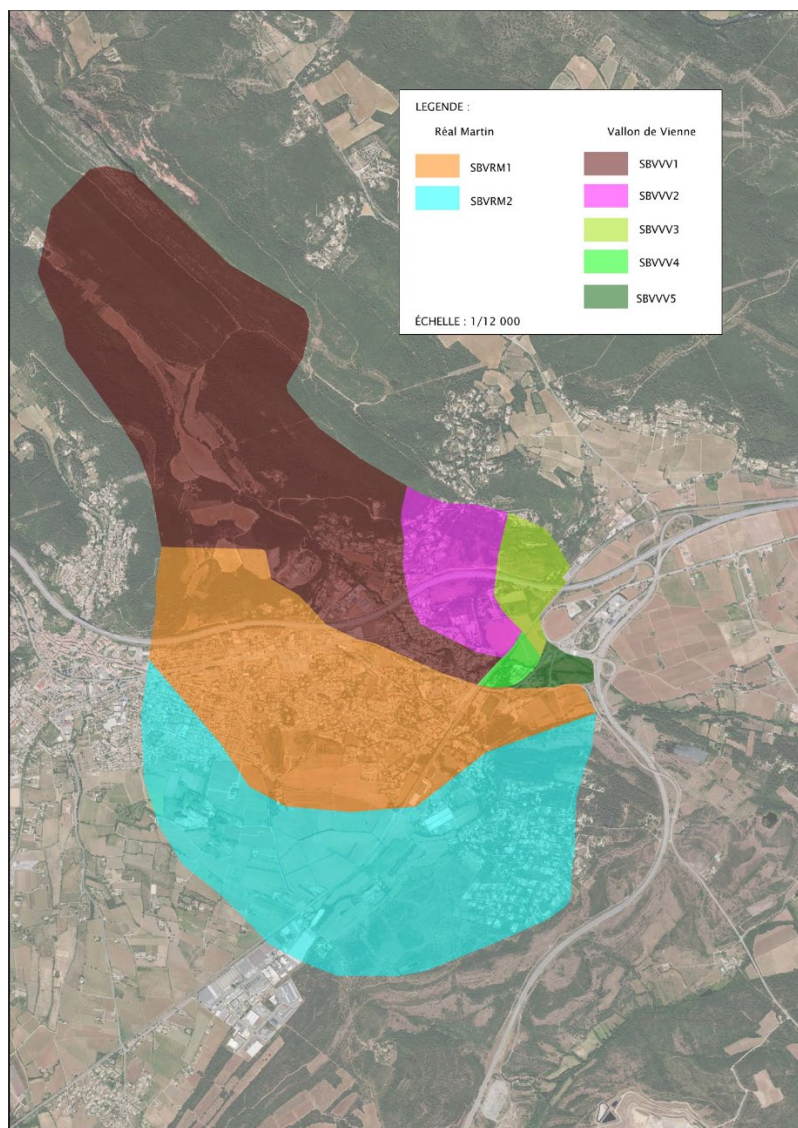 LEGENDE :
Réal Martin
SBVRM1
SBVRM2
Vallon de Vienne
SBVVV1
SBVVV2
SBVVV3
SBVVV4
SBVVV5
ÉCHELLE : 1/12 000